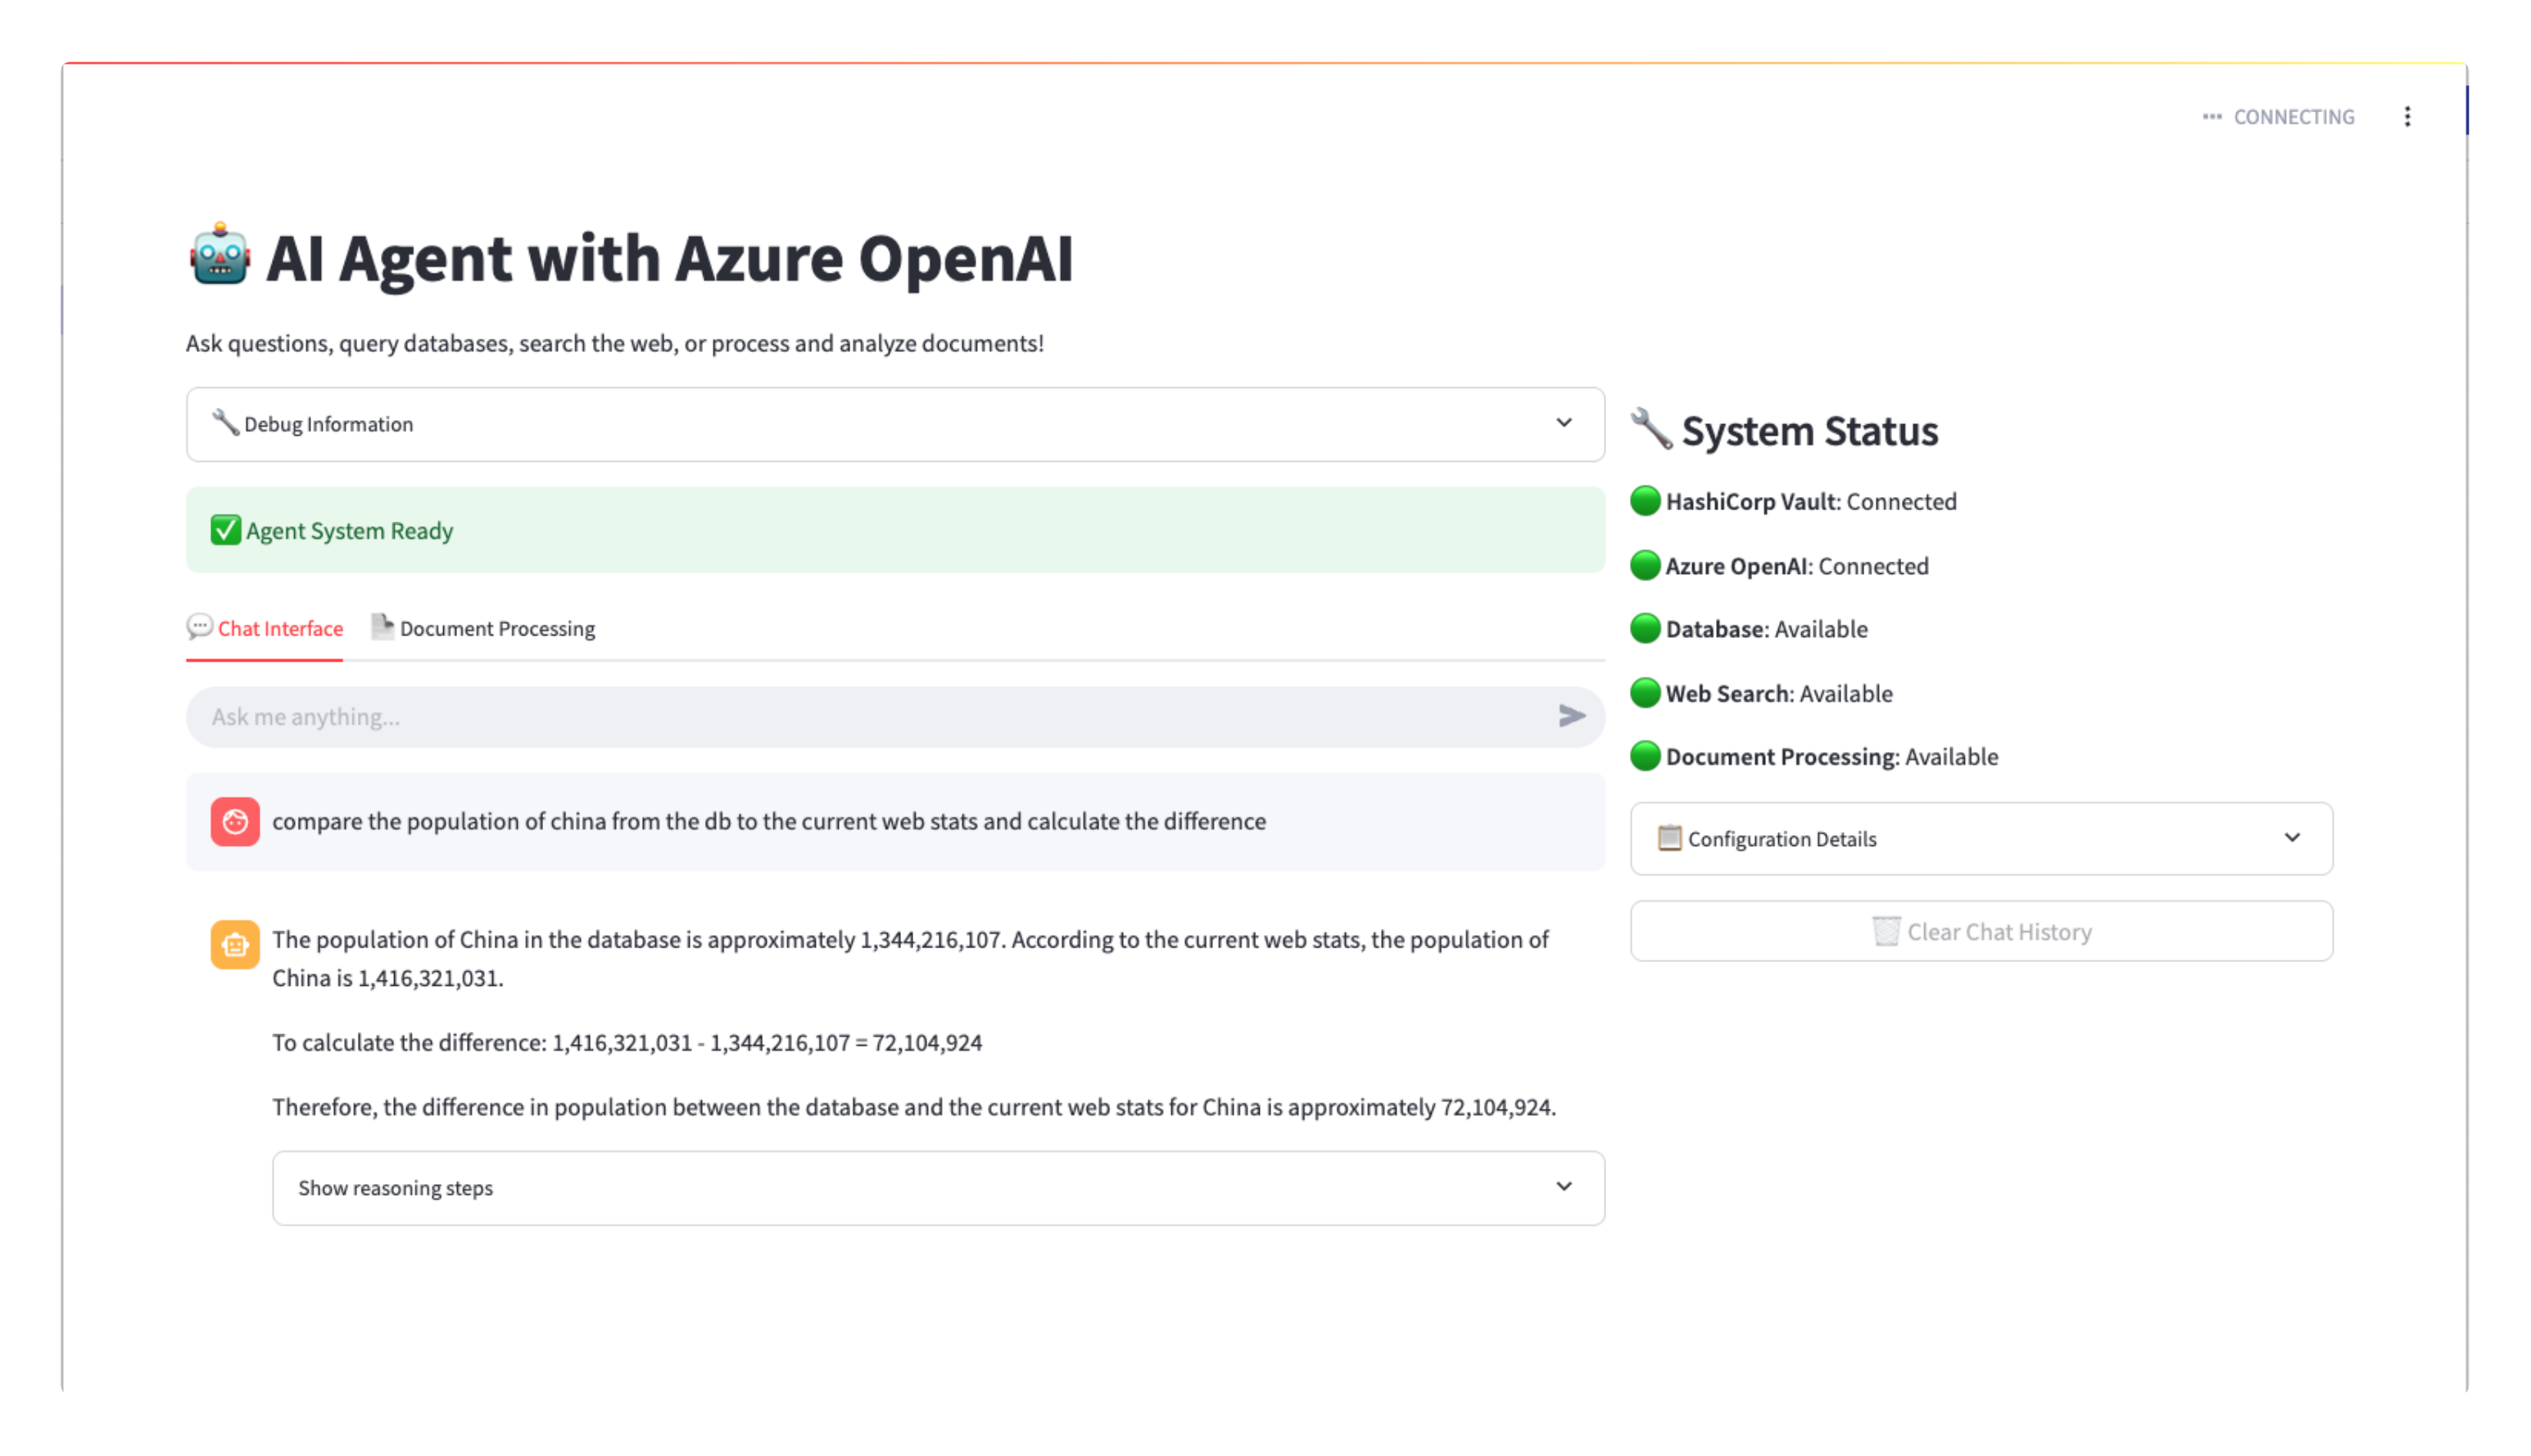 CONNECTING
AI Agent with Azure OpenAI
Ask questions, query databases, search the web, or process and analyze documents!
Debug Information
Agent System Ready
Chat Interface
Document Processing
Ask me anything...
compare the population of china from the db to the current web stats and calculate the difference
The population of China in the database is approximately 1,344,216,107. According to the current web stats, the population of
China is 1,416,321,031.
To calculate the difference: 1,416,321,031 - 1,344,216,107 = 72,104,924
Therefore, the difference in population between the database and the current web stats for China is approximately 72,104,924.
Show reasoning steps
System Status
HashiCorp Vault: Connected
Azure OpenAI: Connected
Database: Available
Web Search: Available
Document Processing: Available
Configuration Details
Clear Chat History